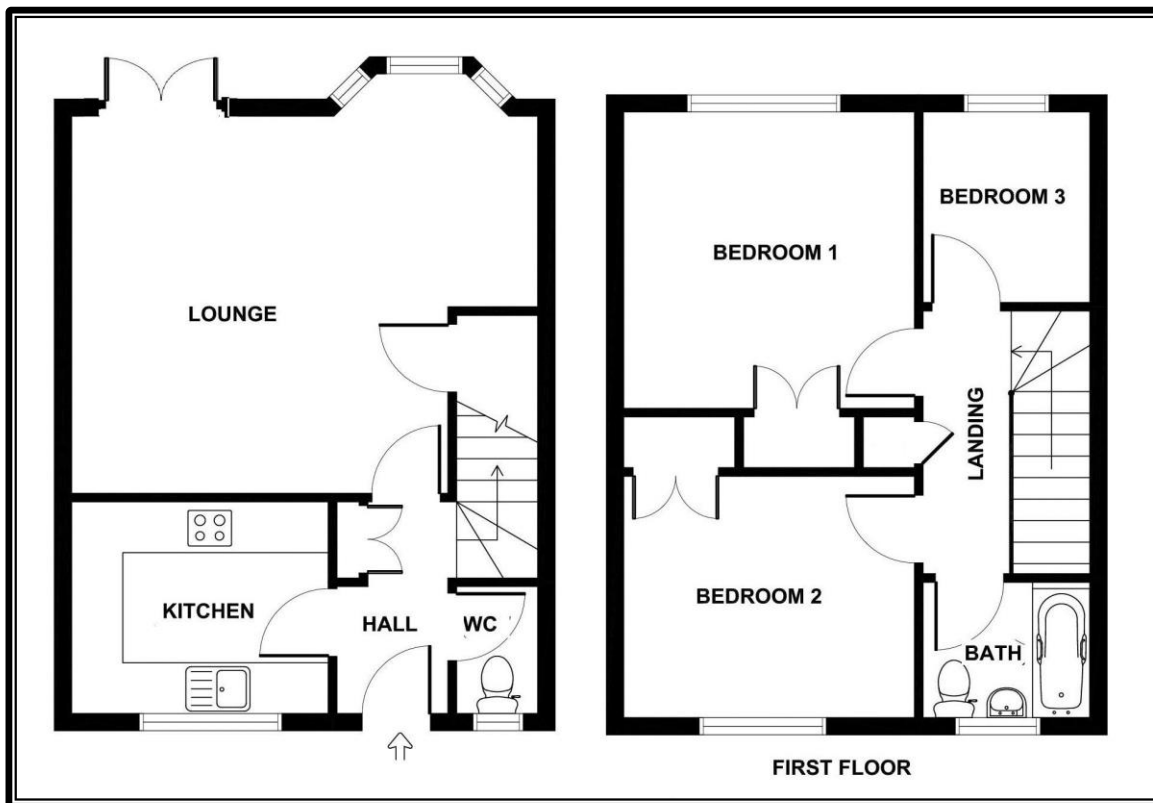 LOUNGE
KITCHEN
HALL
WC
BEDROOM 1
BEDROOM 3
LANDING
BEDROOM 2
BATH
FIRST FLOOR